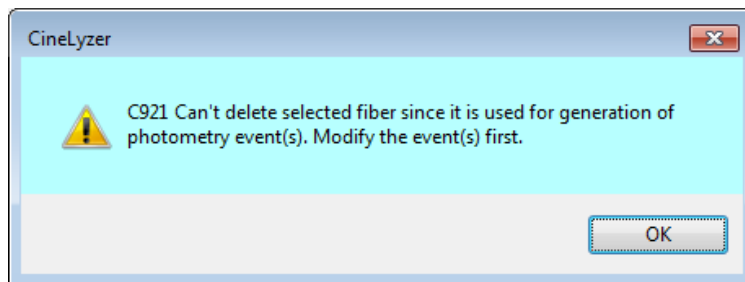 CineLyzer
C921 Can't delete selected fiber since it is used for generation of
photometry event(s). Modify the event(s) first.
OK